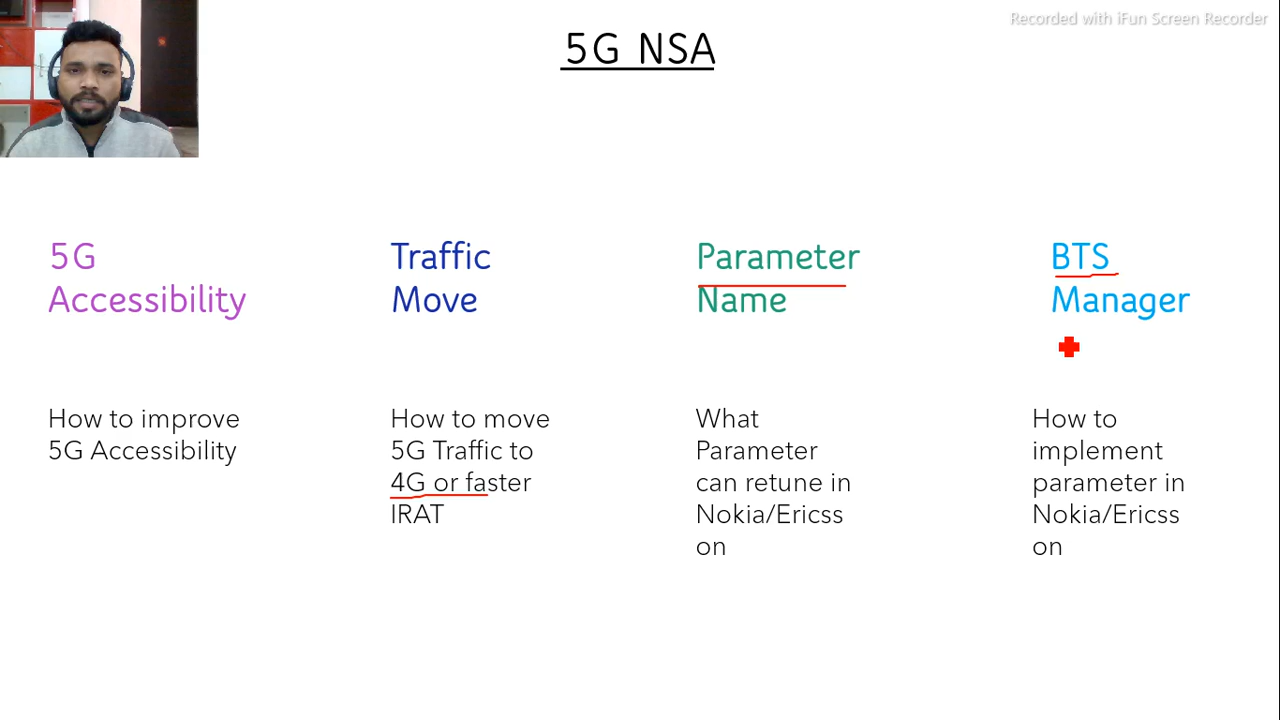 Recorded with iFun Screen Recorder
5G NSA
5G
Accessibility
Traffic
Move
Parameter
Name
BTS
Manager
How to improve
5G Accessibility
How to move
5G Traffic to
4G or faster
IRAT
What
Parameter
can retune in
Nokia/Ericss
on
How to
implement
parameter in
Nokia/Ericss
on